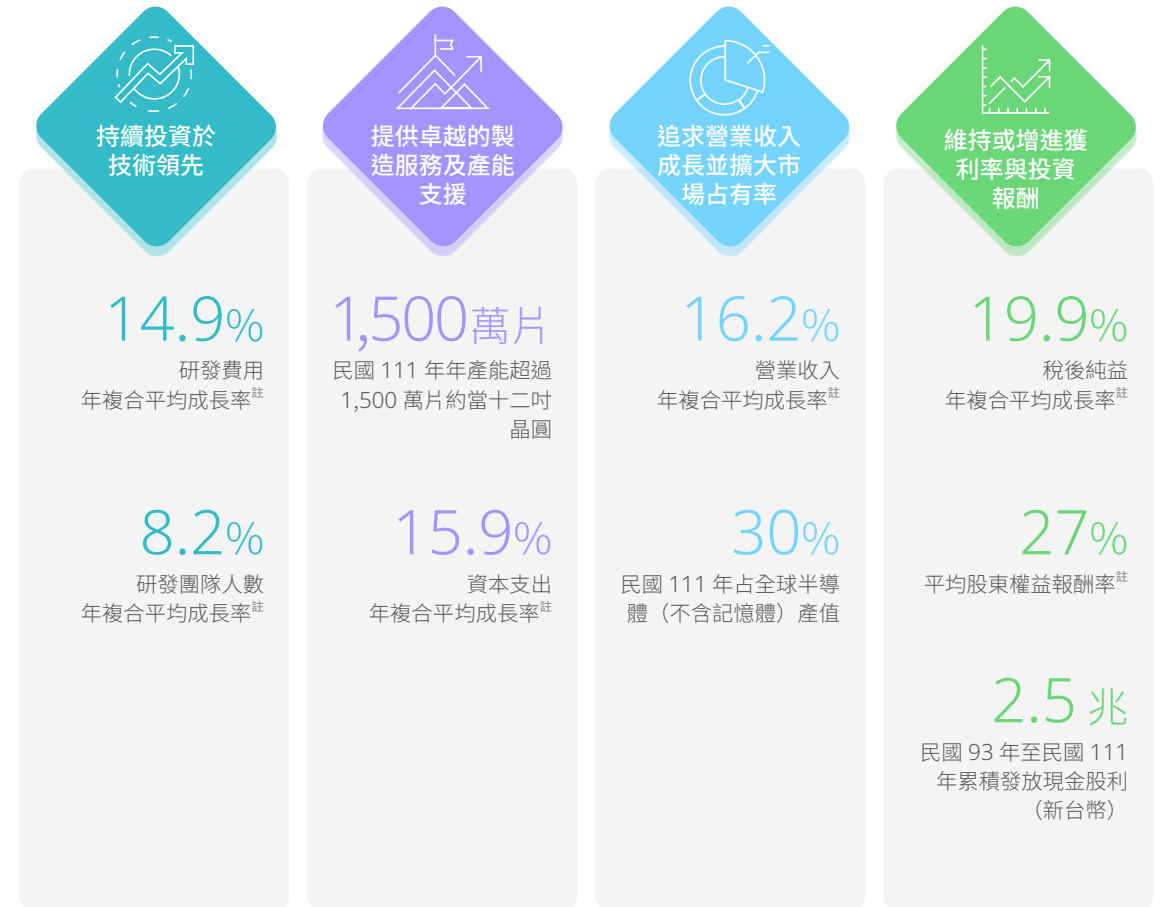 持續投資於
技術領先
14.9%
研發費用
年複合平均成長率註
8.2%
研發團隊人數
年複合平均成長率註
提供卓越的製
造服務及產能
支援
1,500萬片
民國 111 年年產能超過
1,500 萬片約當十二吋
晶圓
15.9%
資本支出
年複合平均成長率註
追求營業收入
成長並擴大市
場占有率
16.2%
營業收入
年複合平均成長率註
30%
民國 111 年占全球半導
體（不含記憶體）產值
維持或增進獲
利率與投資
報酬
19.9%
稅後純益
年複合平均成長率註
27%
平均股東權益報酬率註
2.5 兆
民國 93 年至民國 111
年累積發放現金股利
（新台幣）